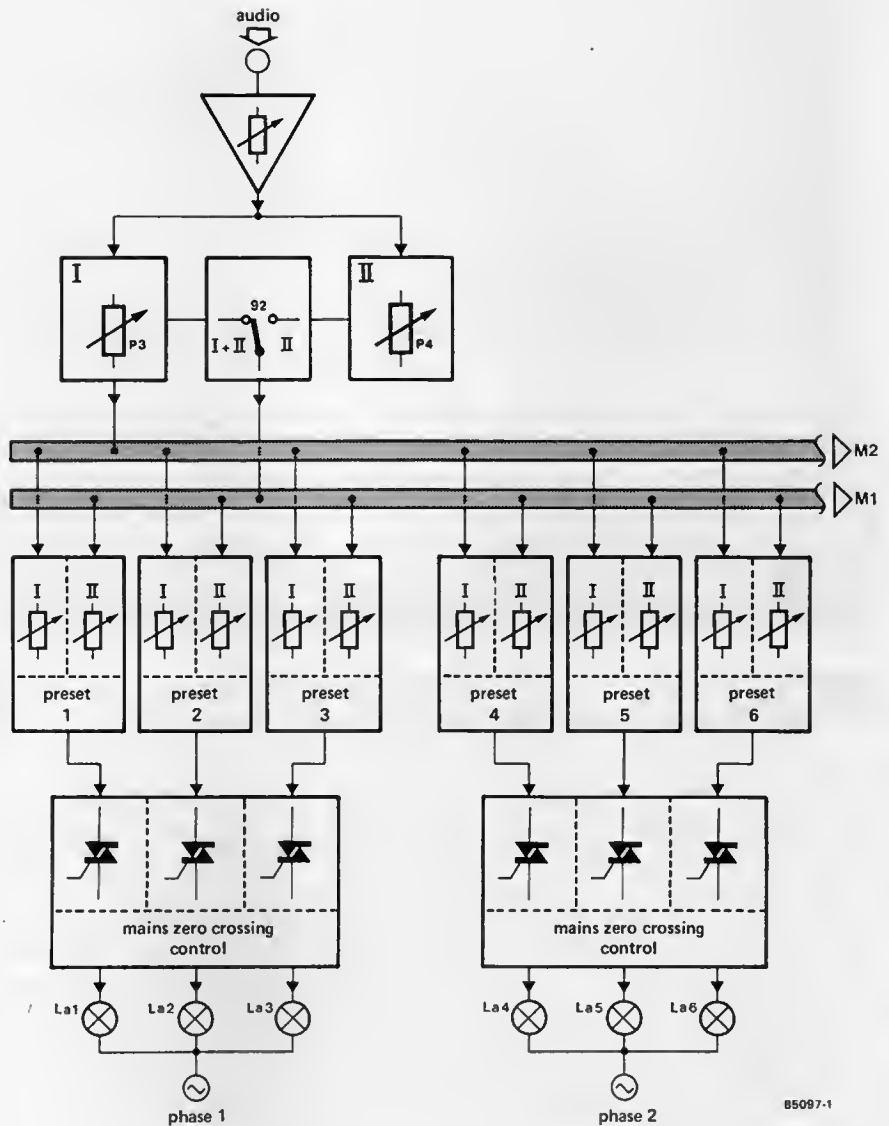 audio
I
II
P3
92
I + II
II
P4
M2
M1
I
II
I
II
I
II
I
II
I
II
I
II
preset
1
preset
2
preset
3
preset
4
preset
5
preset
6
mains zero crossing
control
mains zero crossing
control
La1
La2
La3
La4
La5
La6
phase 1
phase 2
85097-1